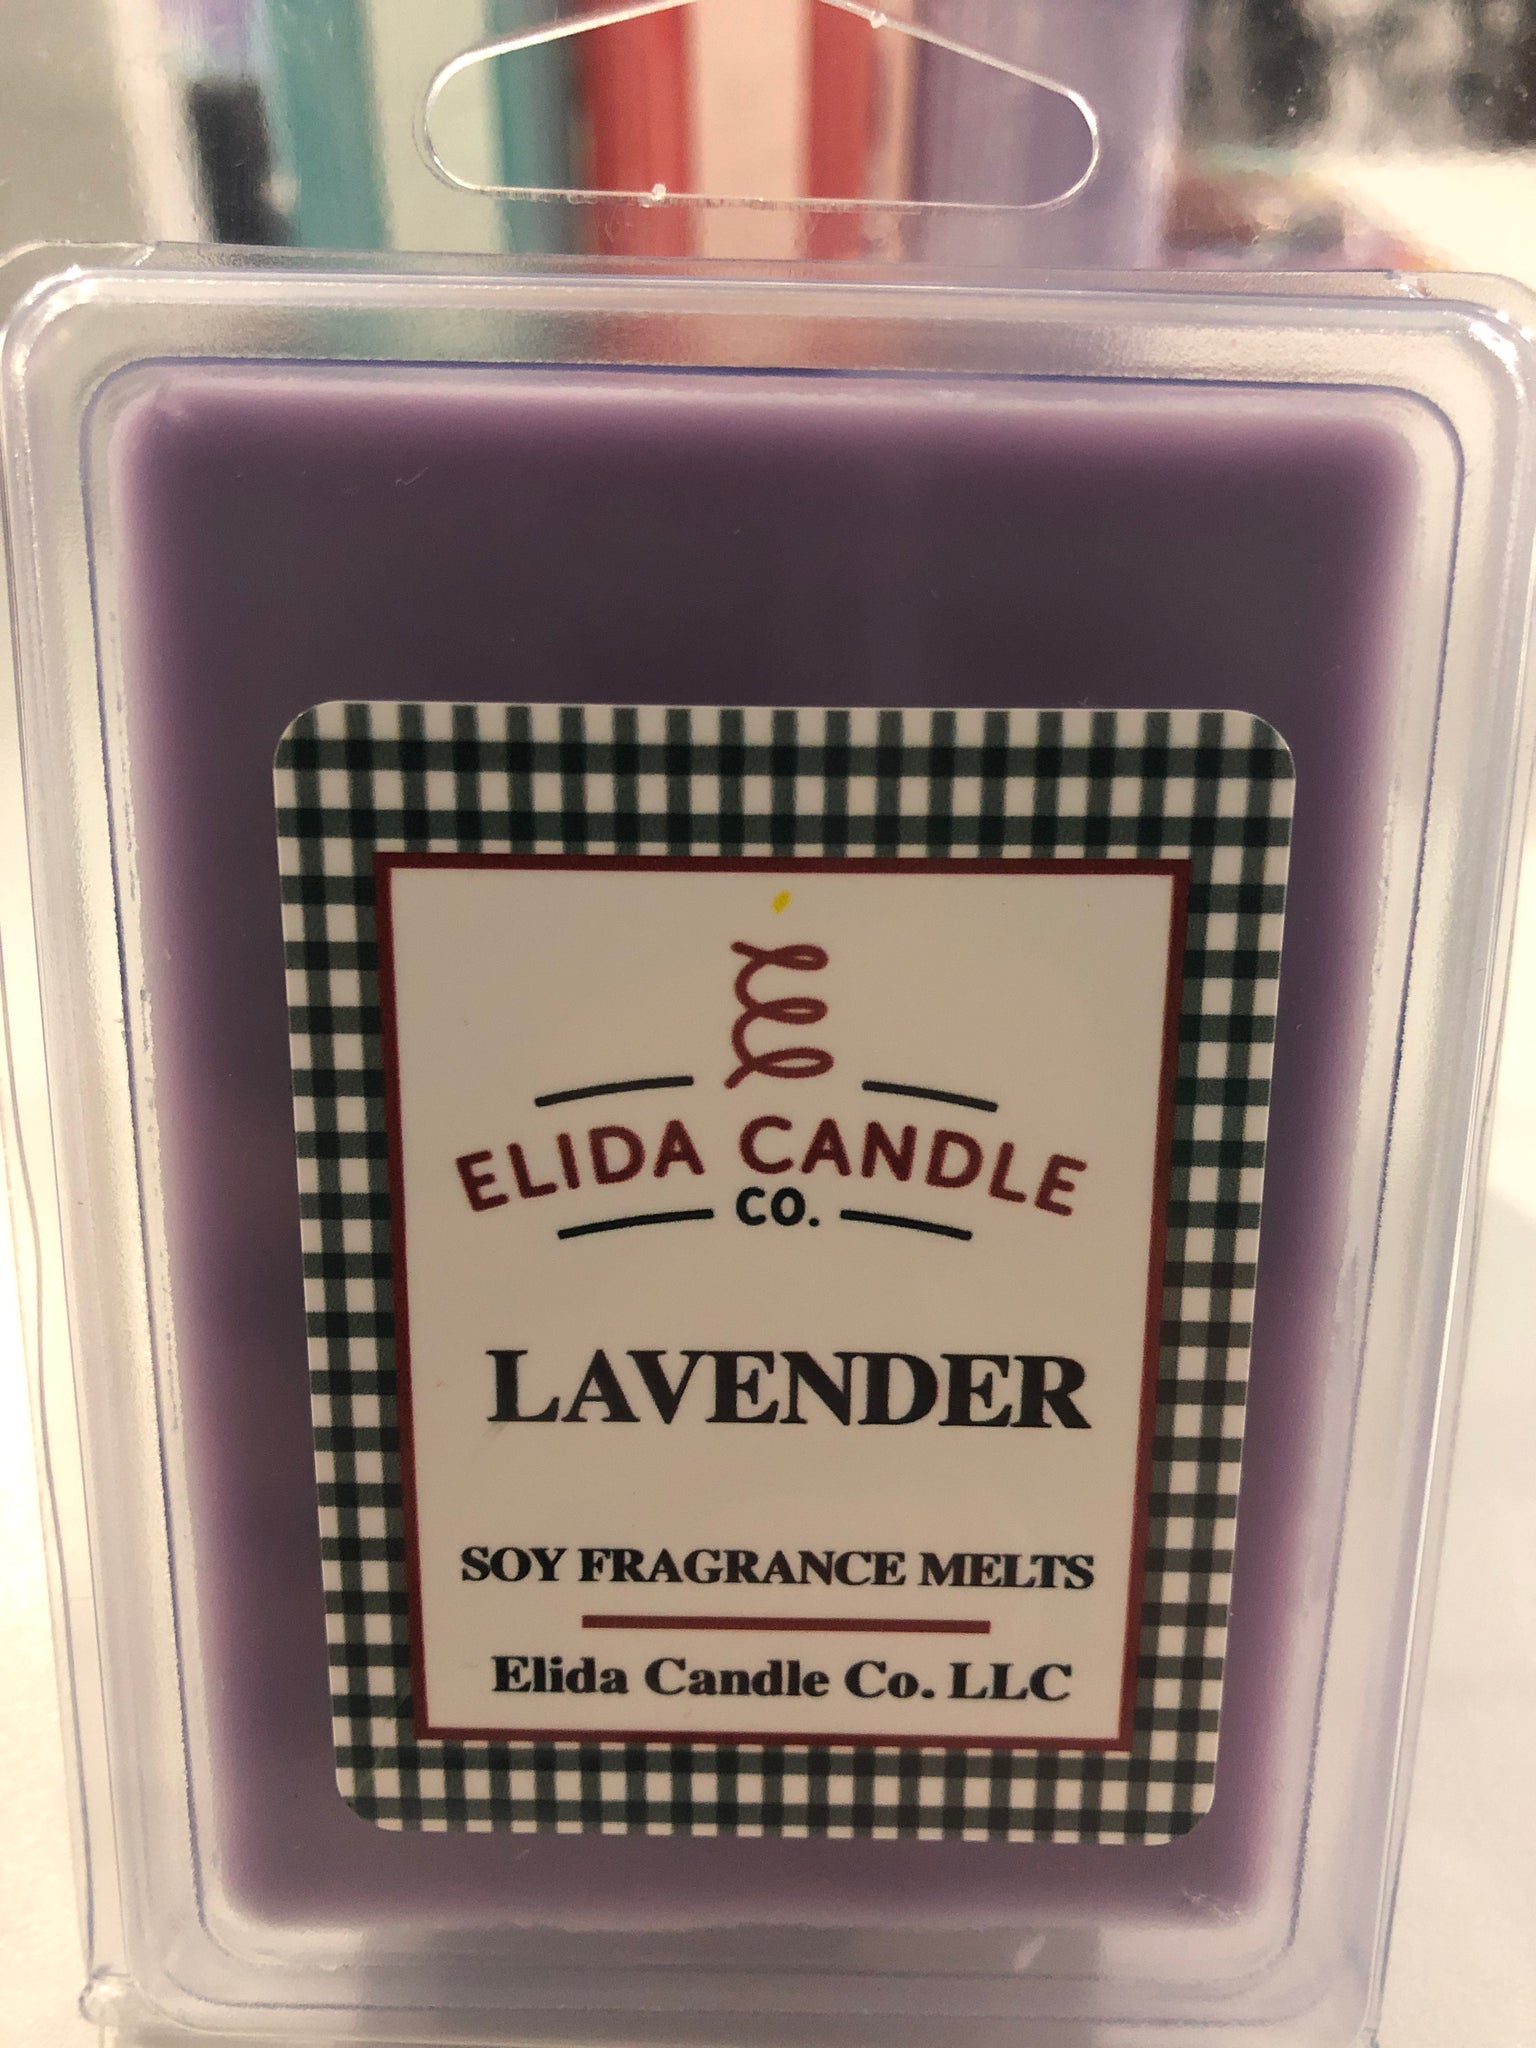 ELIDA CANDLE
CO.
LAVENDER
SOY FRAGRANCE MELTS
Elida Candle Co. LLC